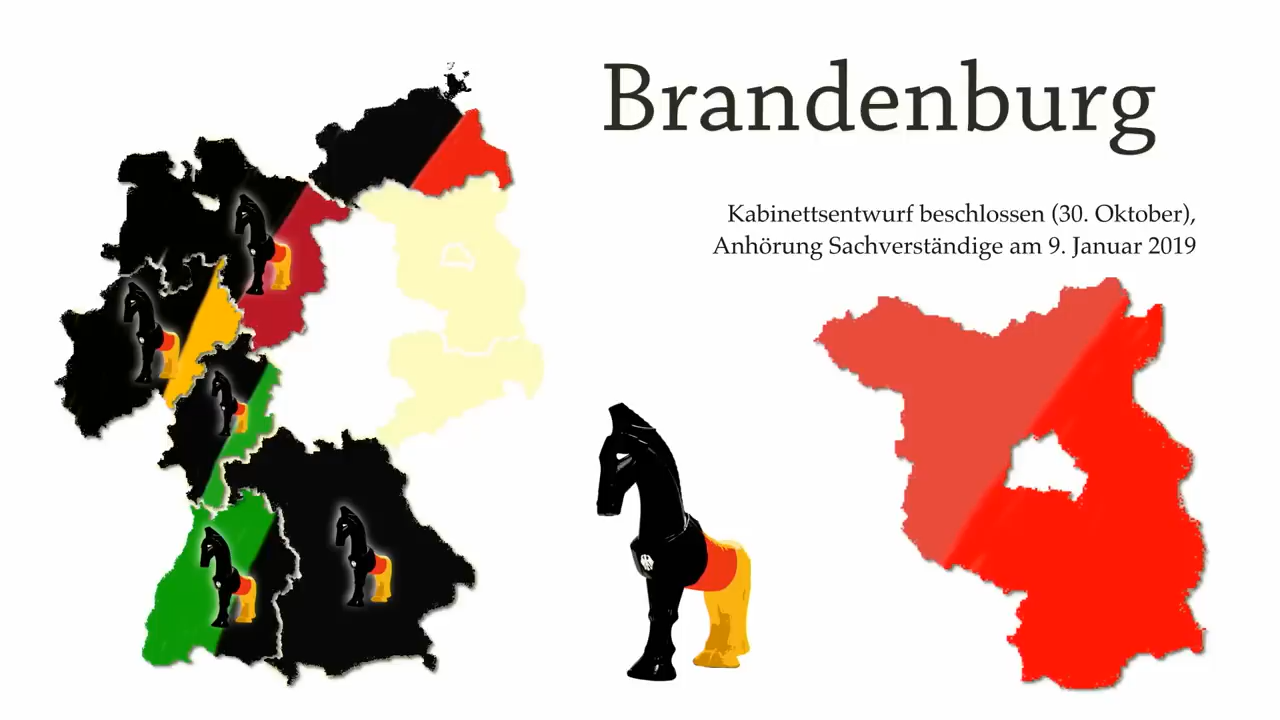 Brandenburg
Kabinettsentwurf beschlossen (30. Oktober),
Anhörung Sachverständige am 9. Januar 2019